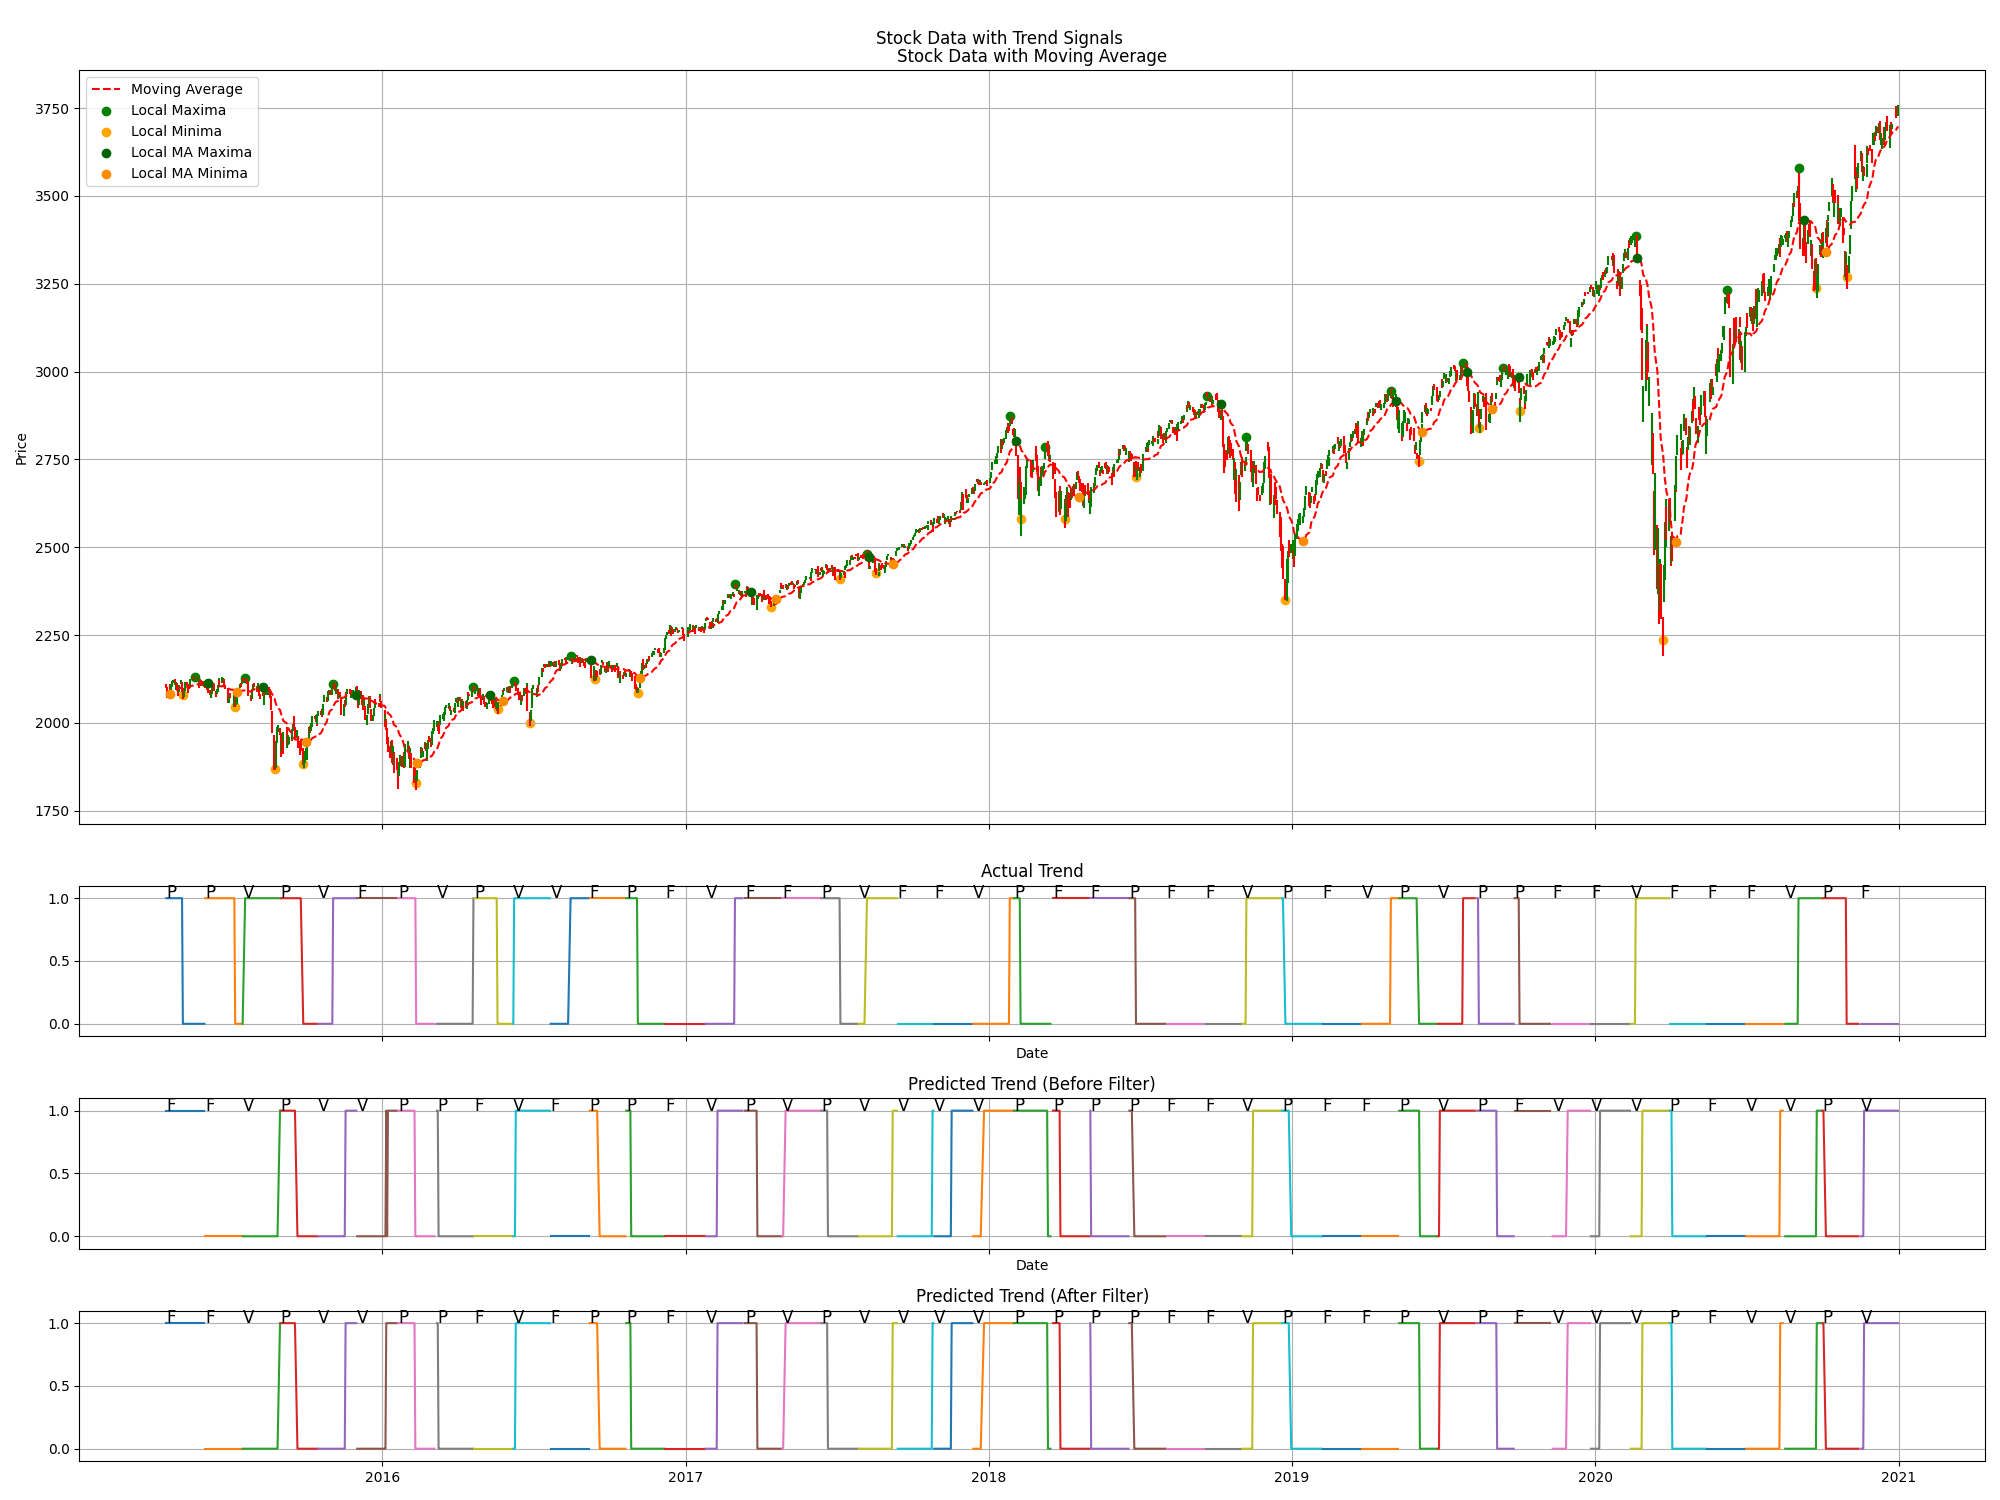 Stock Data with Trend Signals
Stock Data with Moving Average
Moving Average
Local Maxima
Local Minima
Local MA Maxima
Local MA Minima
Price
3750
3500
3250
3000
2750
2500
2250
2000
1750
Actual Trend
P P V P V F P V P V V F P F V F F P V F F V P F F P F F V P F V P V P P F F V F F F V P F
1.0
0.5
0.0
Date
Predicted Trend (Before Filter)
F F V P V V P P F V F P P F V P V P V V V V P P P P F F V P F F P V P F V V V P F V V P V
1.0
0.5
0.0
Date
Predicted Trend (After Filter)
F F V P V V P P F V F P P F V P V P V V V V P P P P F F V P F F P V P F V V V P F V V P V
1.0
0.5
0.0
2016 2017 2018 2019 2020 2021